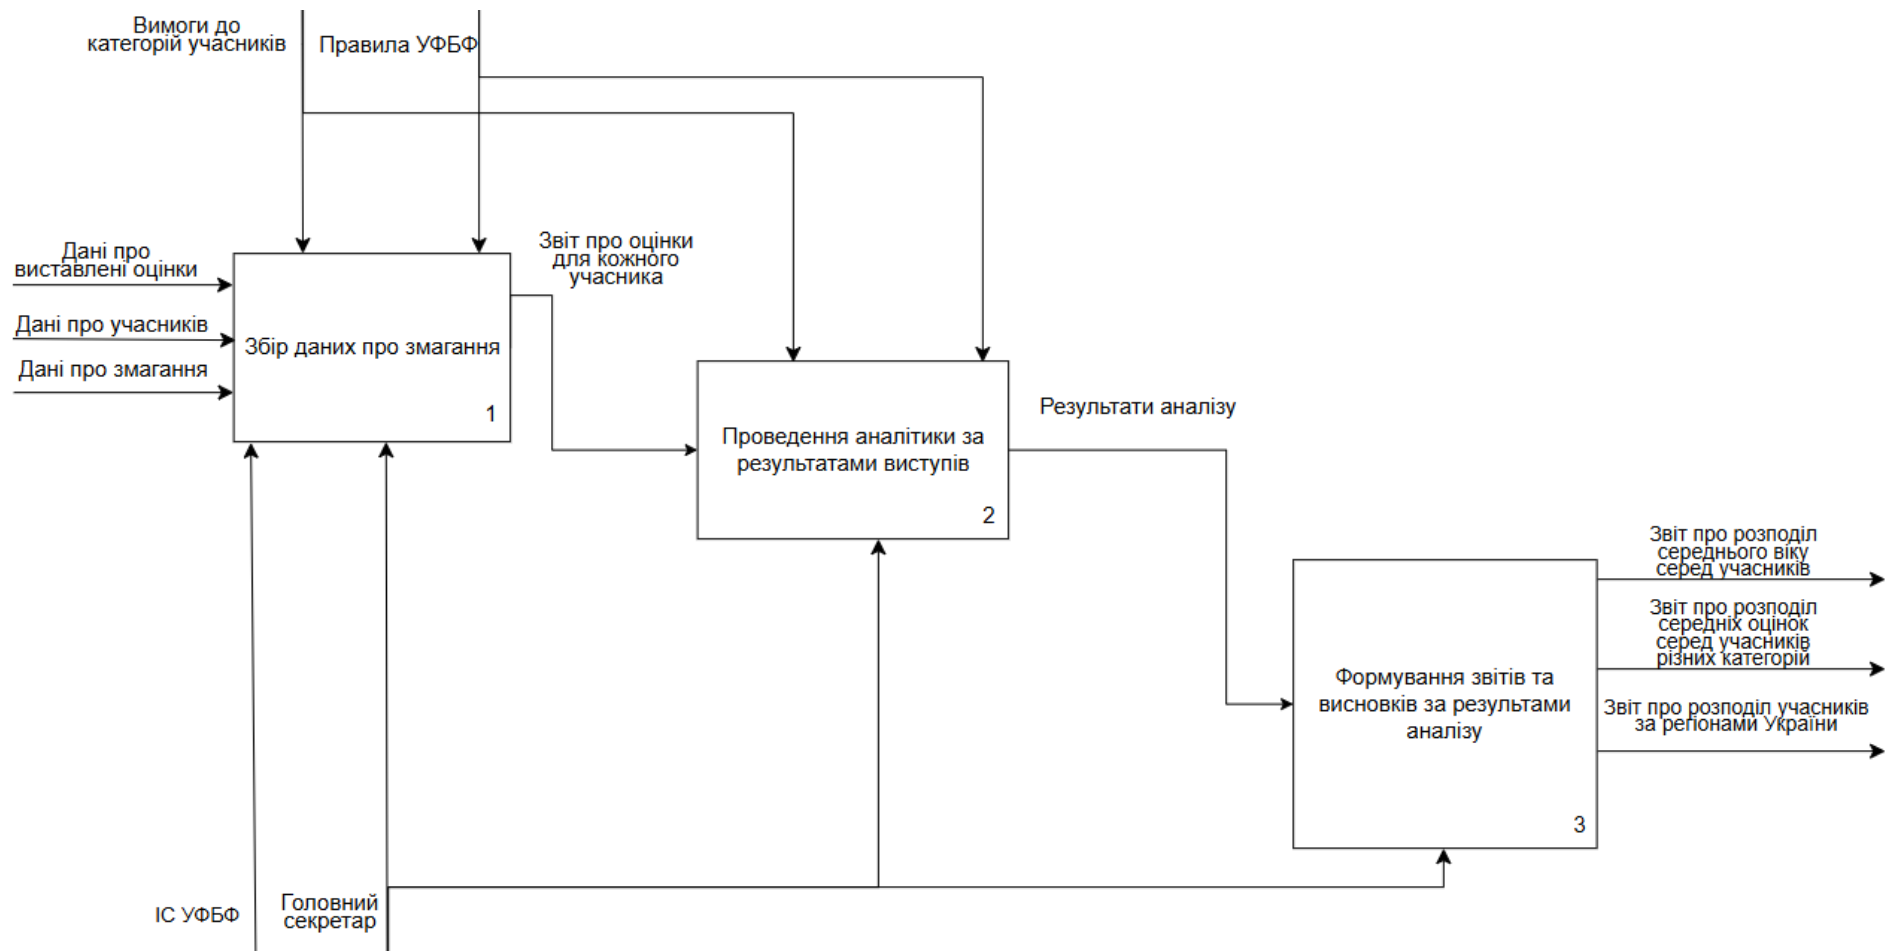 Вимоги до
категорій учасників
Правила УФБФ
Дані про
виставлені оцінки
Дані про учасників
Дані про змагання
Збір даних про змагання
1
Звіт про оцінки
для кожного
учасника
Проведення аналітики за
результатами виступів
2
Результати аналізу
Формування звітів та
висновків за результами
аналізу
3
Звіт про розподіл
середнього віку
серед учасників
Звіт про розподіл
середніх оцінок
серед учасників
різних категорій
Звіт про розподіл учасників
за регіонами України
ІС УФБФ
Головний
секретар